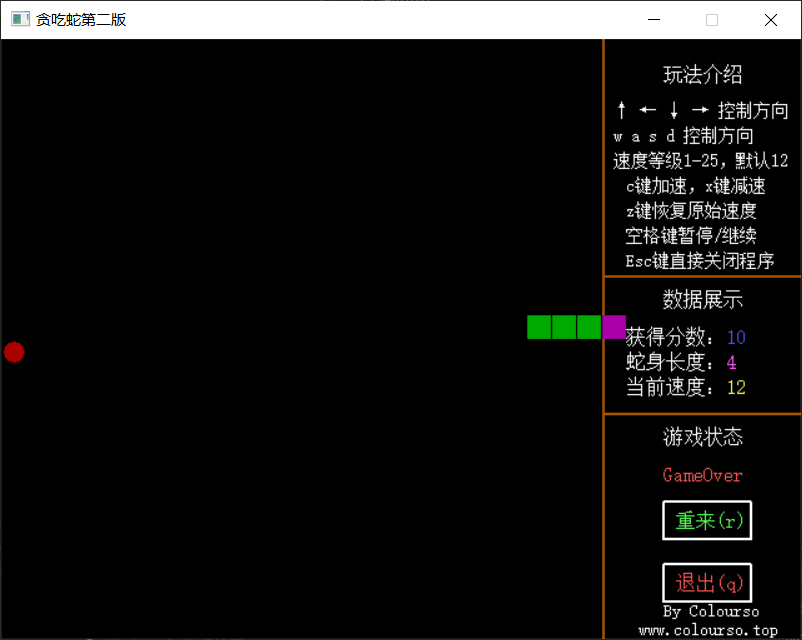 贪吃蛇第二版
玩法介绍
↑ ← ↓ → 控制方向
w a s d 控制方向
速度等级1-25，默认12
c键加速，x键减速
z键恢复原始速度
空格键暂停/继续
Esc键直接关闭程序
数据展示
获得分数：10
蛇身长度：4
当前速度：12
游戏状态
GameOver
重来(r)
退出(q)
By Colourso
www.colourso.top